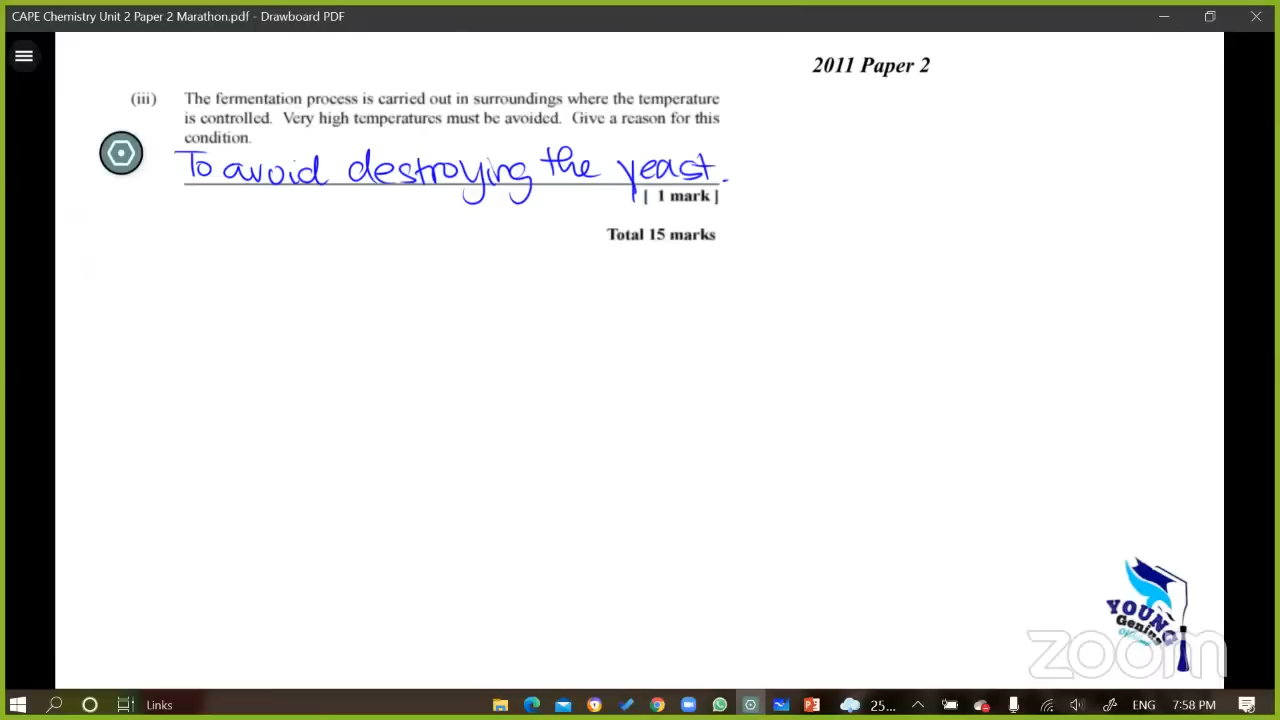 CAPE Chemistry Unit 2 Paper 2 Marathon.pdf - Drawboard PDF
2011 Paper 2
(iii) The fermentation process is carried out in surroundings where the temperature
is controlled. Very high temperatures must be avoided. Give a reason for this
condition.
To avoid destroying the yeast.
[ 1 mark ]
Total 15 marks
YOUNG
Genius
zoom
Links
25...
ENG
7:58 PM